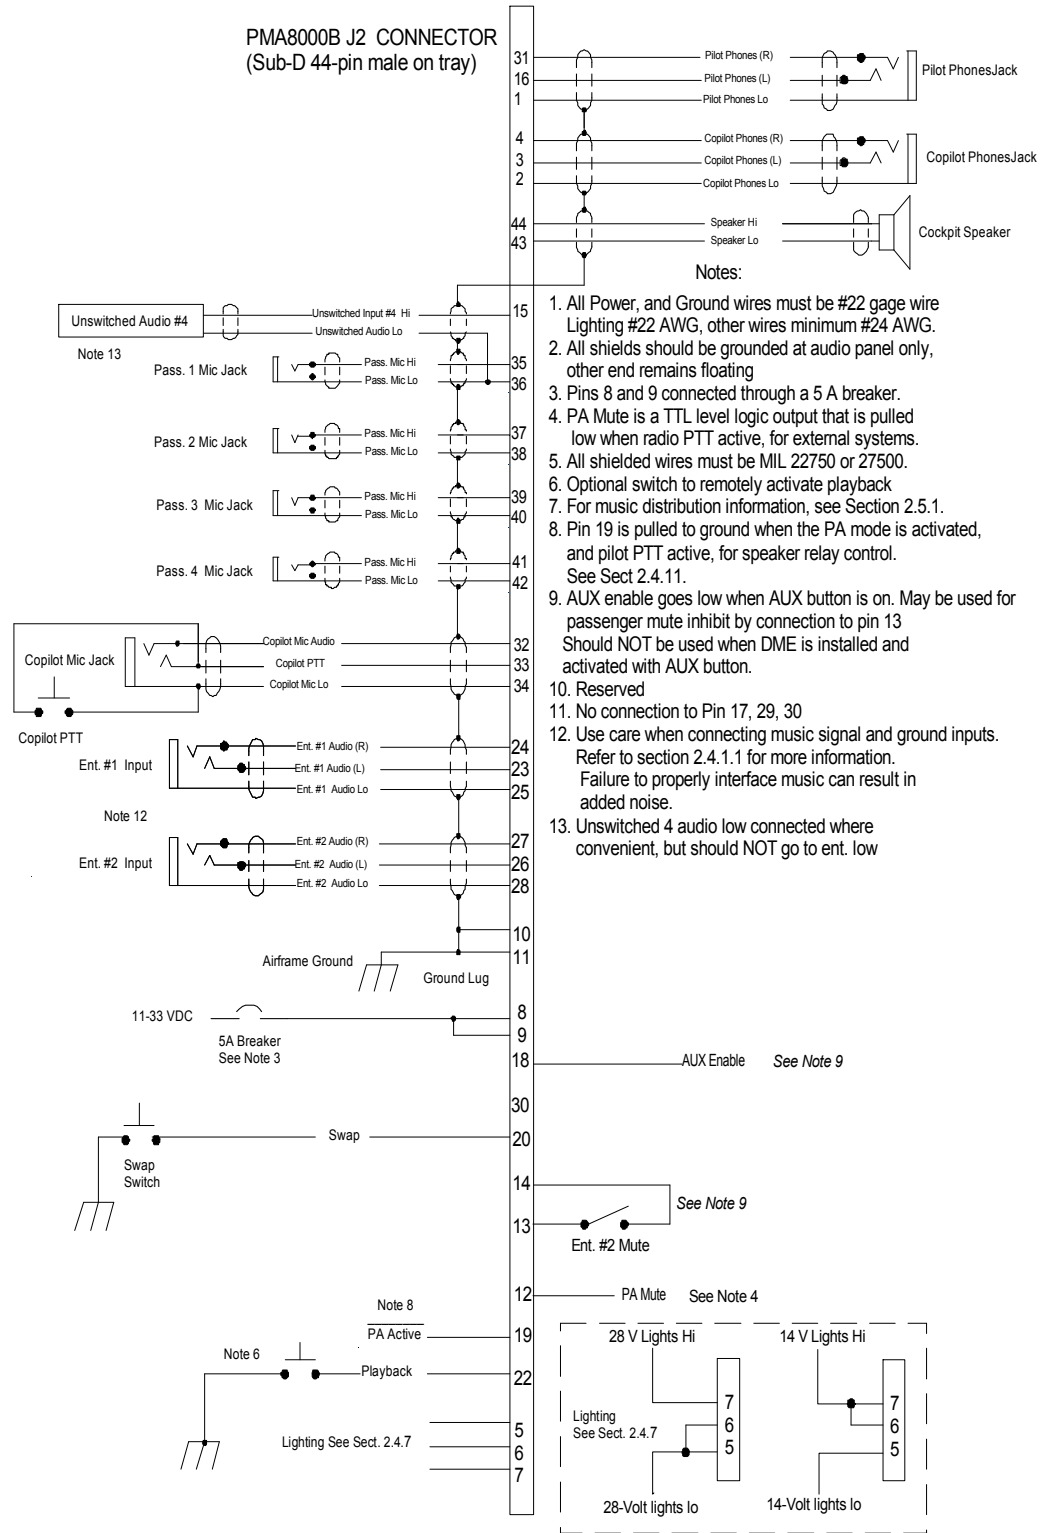 PMA8000B J2 CONNECTOR
(Sub-D 44-pin male on tray)
31 Pilot Phones (R)
16 Pilot Phones (L)
1 Pilot Phones Lo
Pilot PhonesJack
4 Copilot Phones (R)
3 Copilot Phones (L)
2 Copilot Phones Lo
Copilot PhonesJack
44 Speaker Hi
43 Speaker Lo
Cockpit Speaker
Unswitched Audio #4
Note 13
Unswitched Input #4 Hi 15
Unswitched Audio Lo
Pass. 1 Mic Jack
Pass. Mic Hi 35
Pass. Mic Lo 36
Pass. 2 Mic Jack
Pass. Mic Hi 37
Pass. Mic Lo 38
Pass. 3 Mic Jack
Pass. Mic Hi 39
Pass. Mic Lo 40
Pass. 4 Mic Jack
Pass. Mic Hi 41
Pass. Mic Lo 42
Copilot Mic Jack
Copilot PTT
Copilot Mic Audio 32
Copilot PTT 33
Copilot Mic Lo 34
Ent. #1 Input
Ent. #1 Audio (R) 24
Ent. #1 Audio (L) 23
Ent. #1 Audio Lo 25
Note 12
Ent. #2 Input
Ent. #2 Audio (R) 27
Ent. #2 Audio (L) 26
Ent. #2 Audio Lo 28
10
11
Airframe Ground
Ground Lug
11-33 VDC
5A Breaker
See Note 3
8
9
18 AUX Enable See Note 9
30
Swap 20
Swap
Switch
14
See Note 9
13
Ent. #2 Mute
12 PA Mute See Note 4
Note 8
PA Active 19
Note 6
Playback 22
Lighting See Sect. 2.4.7
5
6
7
Notes:
1. All Power, and Ground wires must be #22 gage wire
Lighting #22 AWG, other wires minimum #24 AWG.
2. All shields should be grounded at audio panel only,
other end remains floating
3. Pins 8 and 9 connected through a 5 A breaker.
4. PA Mute is a TTL level logic output that is pulled
low when radio PTT active, for external systems.
5. All shielded wires must be MIL 22750 or 27500.
6. Optional switch to remotely activate playback
7. For music distribution information, see Section 2.5.1.
8. Pin 19 is pulled to ground when the PA mode is activated,
and pilot PTT active, for speaker relay control.
See Sect 2.4.11.
9. AUX enable goes low when AUX button is on. May be used for
passenger mute inhibit by connection to pin 13
Should NOT be used when DME is installed and
activated with AUX button.
10. Reserved
11. No connection to Pin 17, 29, 30
12. Use care when connecting music signal and ground inputs.
Refer to section 2.4.1.1 for more information.
Failure to properly interface music can result in
added noise.
13. Unswitched 4 audio low connected where
convenient, but should NOT go to ent. low
28 V Lights Hi
14 V Lights Hi
Lighting
See Sect. 2.4.7
7
6
5
7
6
5
28-Volt lights lo
14-Volt lights lo